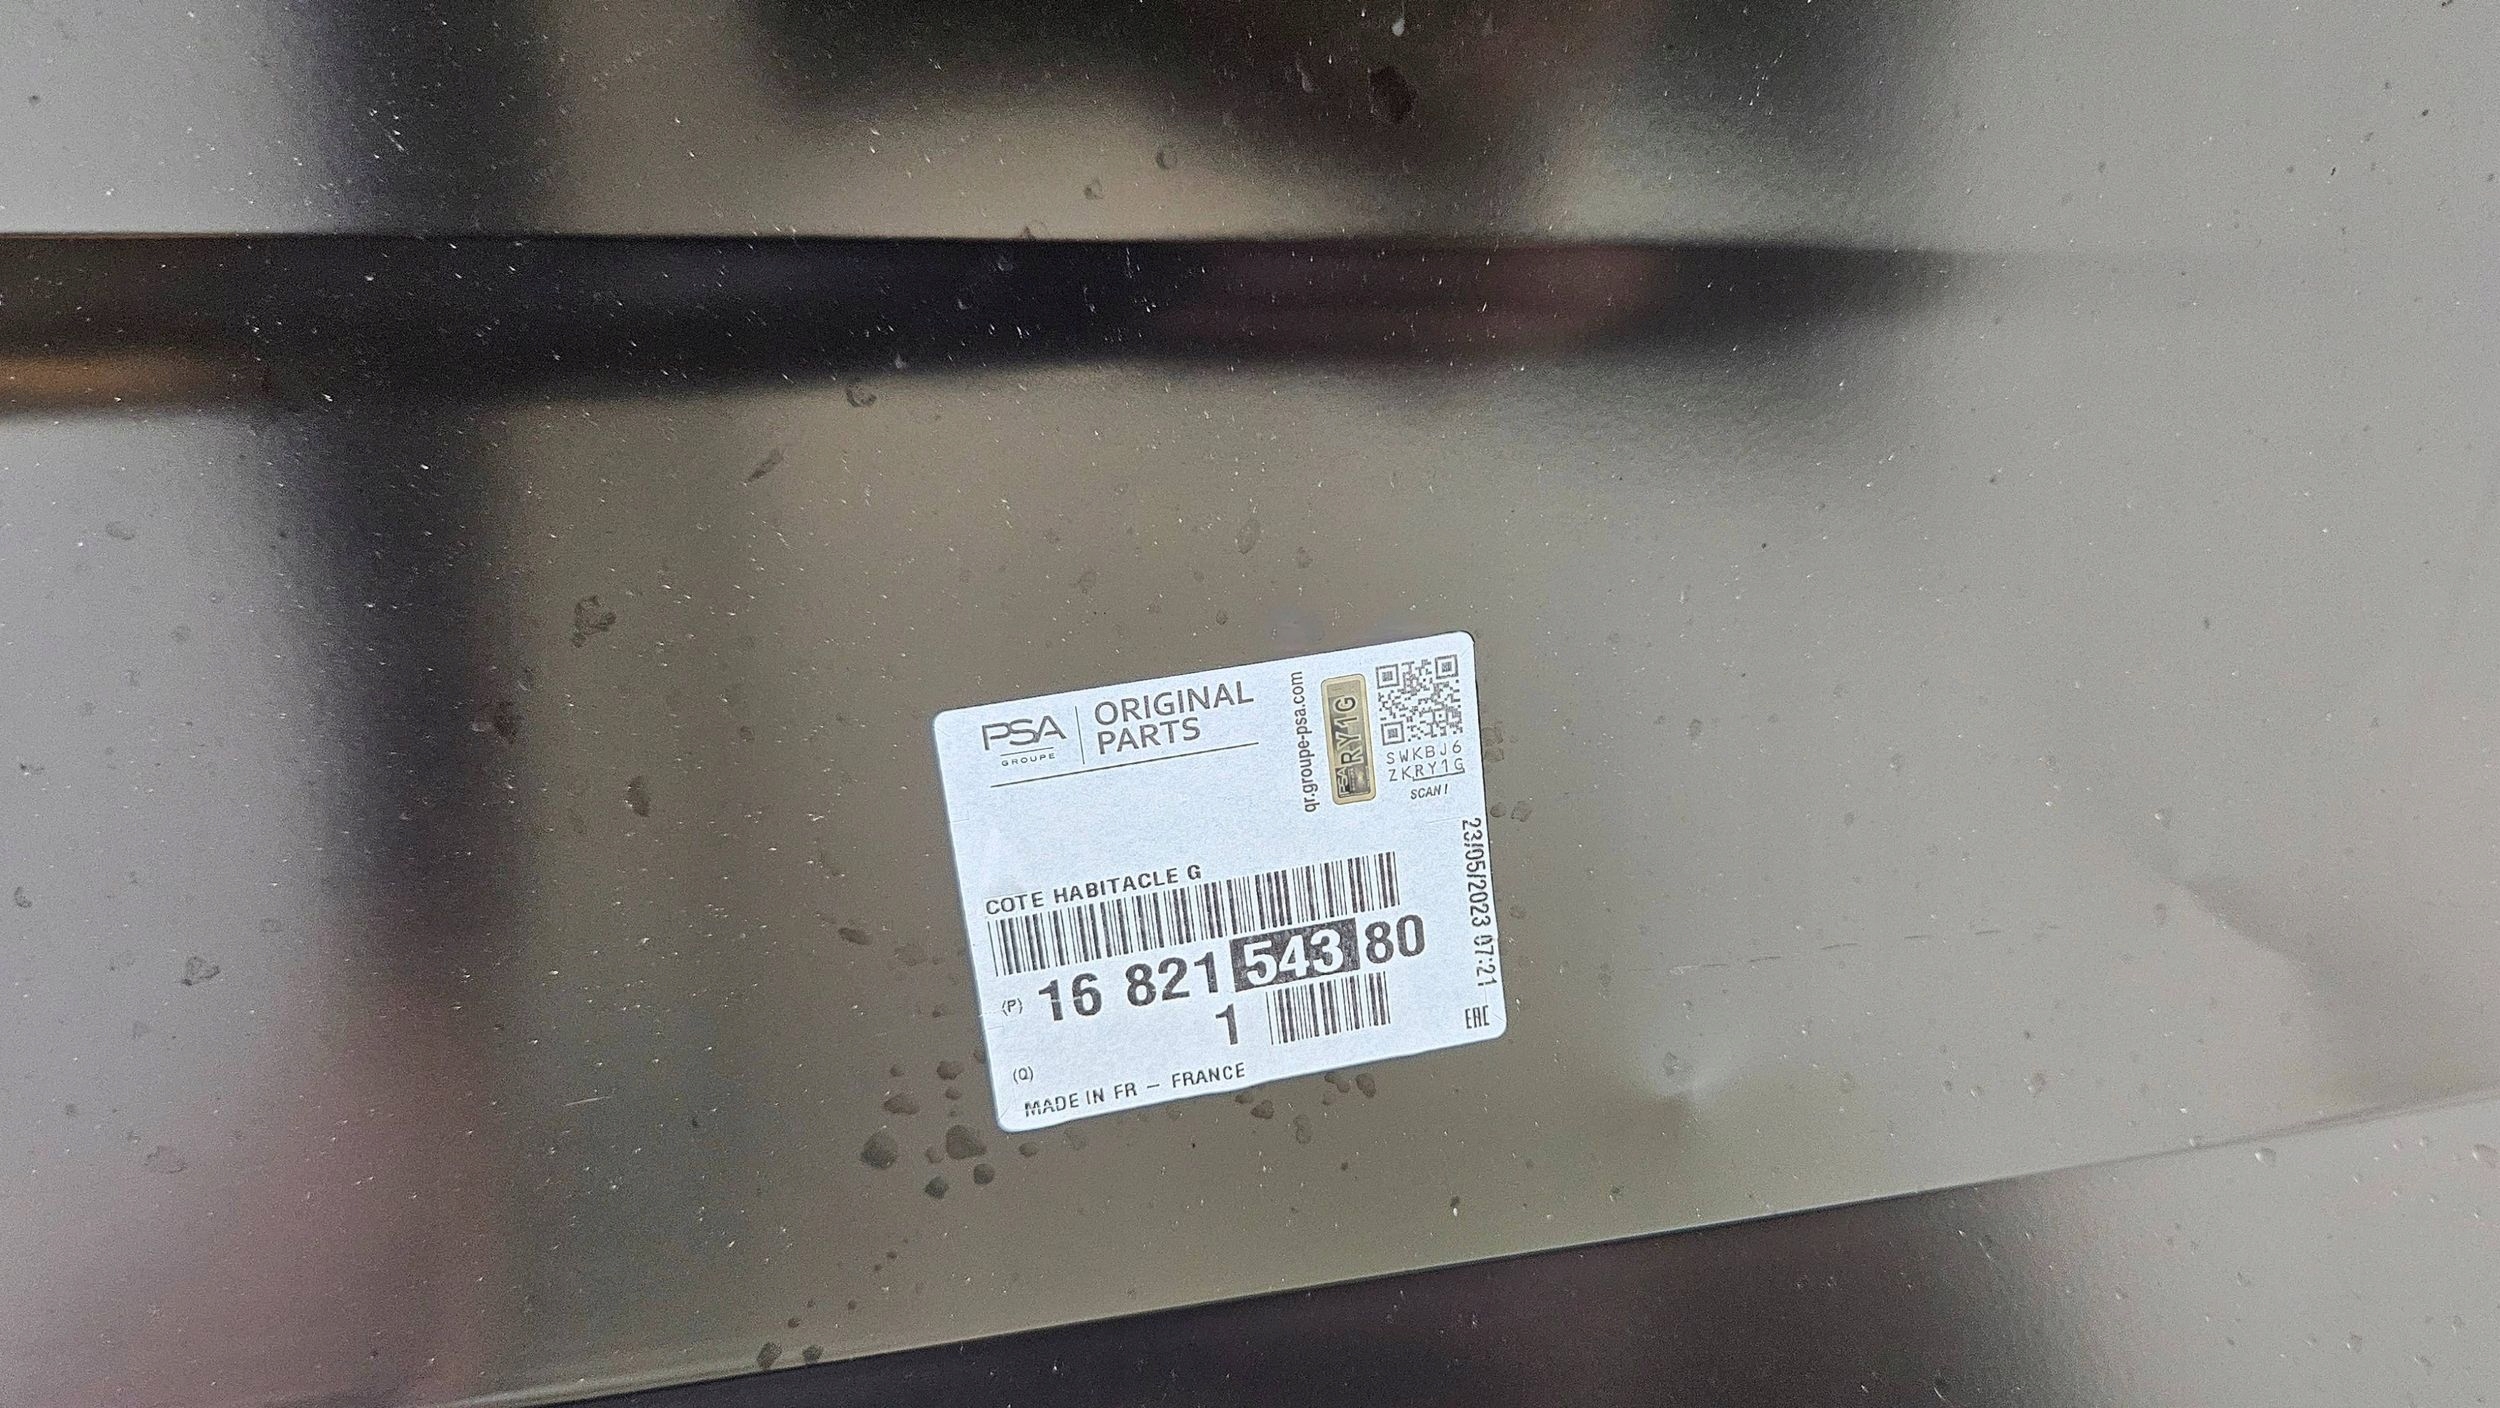 PSA
GROUPE
ORIGINAL
PARTS
qr.groupe-psa.com
PSA
RY1G
SWKBJ6
ZKRY1G
SCAN!
COTE HABITACLE G
(P) 16 821 543 80
1
(Q)
MADE IN FR – FRANCE
23/05/2023 07:21
EAC